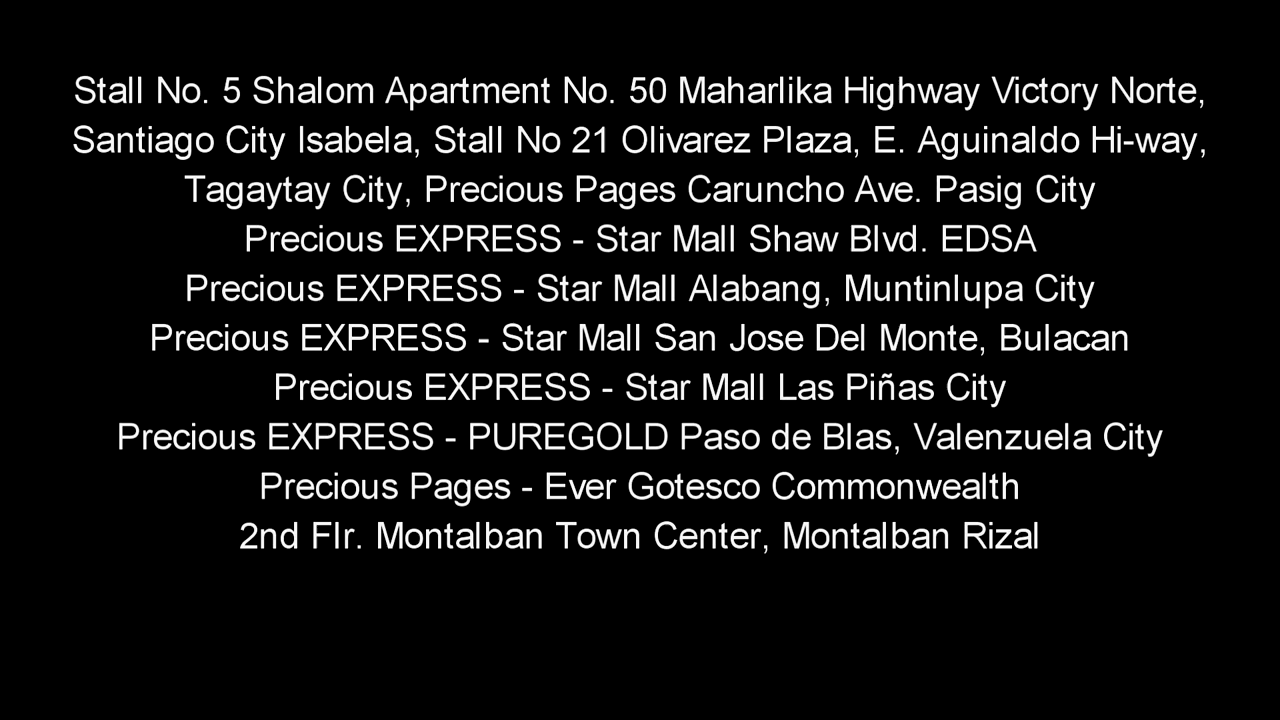 Stall No. 5 Shalom Apartment No. 50 Maharlika Highway Victory Norte,
Santiago City Isabela, Stall No 21 Olivarez Plaza, E. Aguinaldo Hi-way,
Tagaytay City, Precious Pages Caruncho Ave. Pasig City
Precious EXPRESS - Star Mall Shaw Blvd. EDSA
Precious EXPRESS - Star Mall Alabang, Muntinlupa City
Precious EXPRESS - Star Mall San Jose Del Monte, Bulacan
Precious EXPRESS - Star Mall Las Piñas City
Precious EXPRESS - PUREGOLD Paso de Blas, Valenzuela City
Precious Pages - Ever Gotesco Commonwealth
2nd Flr. Montalban Town Center, Montalban Rizal